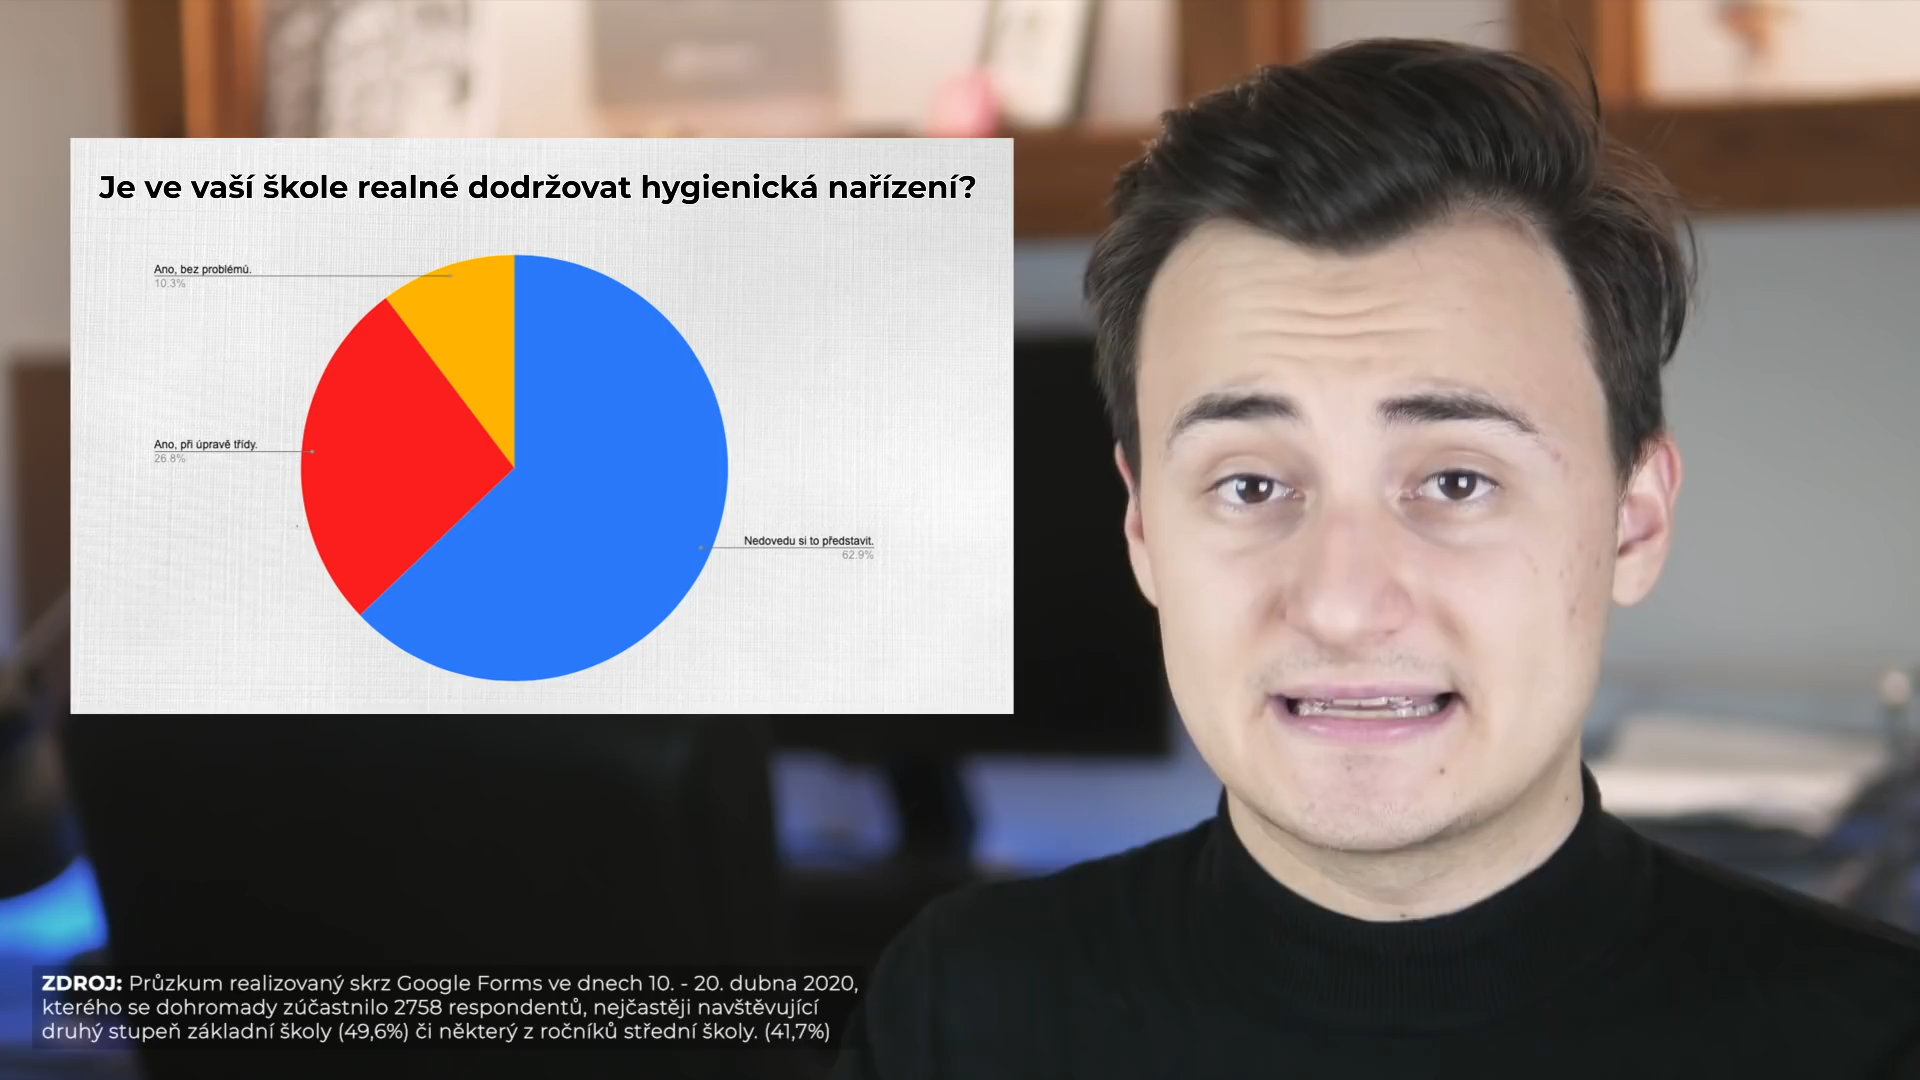 Je ve vaší škole realné dodržovat hygienická nařízení?
Ano, bez problémů.
10.3%
Ano, při úpravě třídy.
26.8%
Nedovedu si to představit.
62.9%
ZDROJ: Průzkum realizovaný skrz Google Forms ve dnech 10. - 20. dubna 2020,
kterého se dohromady zúčastnilo 2758 respondentů, nejčastěji navštěvující
druhý stupeň základní školy (49,6%) či některý z ročníků střední školy. (41,7%)